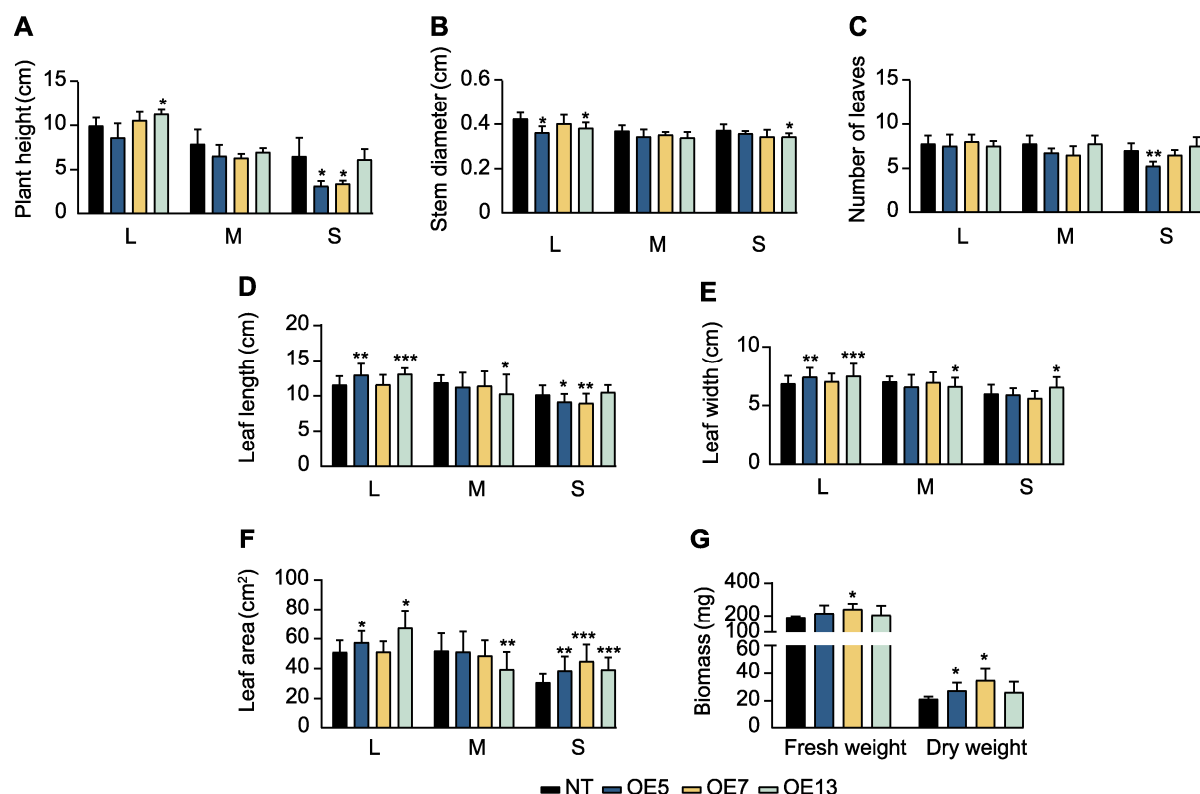 A
Plant height (cm)
15
10
5
0
*
* *
L M S
B
Stem diameter (cm)
0.6
0.4
0.2
0
* *
*
L M S
C
Number of leaves
15
10
5
0
**
L M S
D
Leaf length (cm)
20
15
10
5
0
** ***
*
* **
L M S
E
Leaf width (cm)
10
5
0
** ***
*
*
L M S
F
Leaf area (cm²)
100
80
60
40
20
0
* *
**
** *** ***
L M S
G
Biomass (mg)
400
200
100
60
40
20
0
*
* *
Fresh weight Dry weight
NT OE5 OE7 OE13